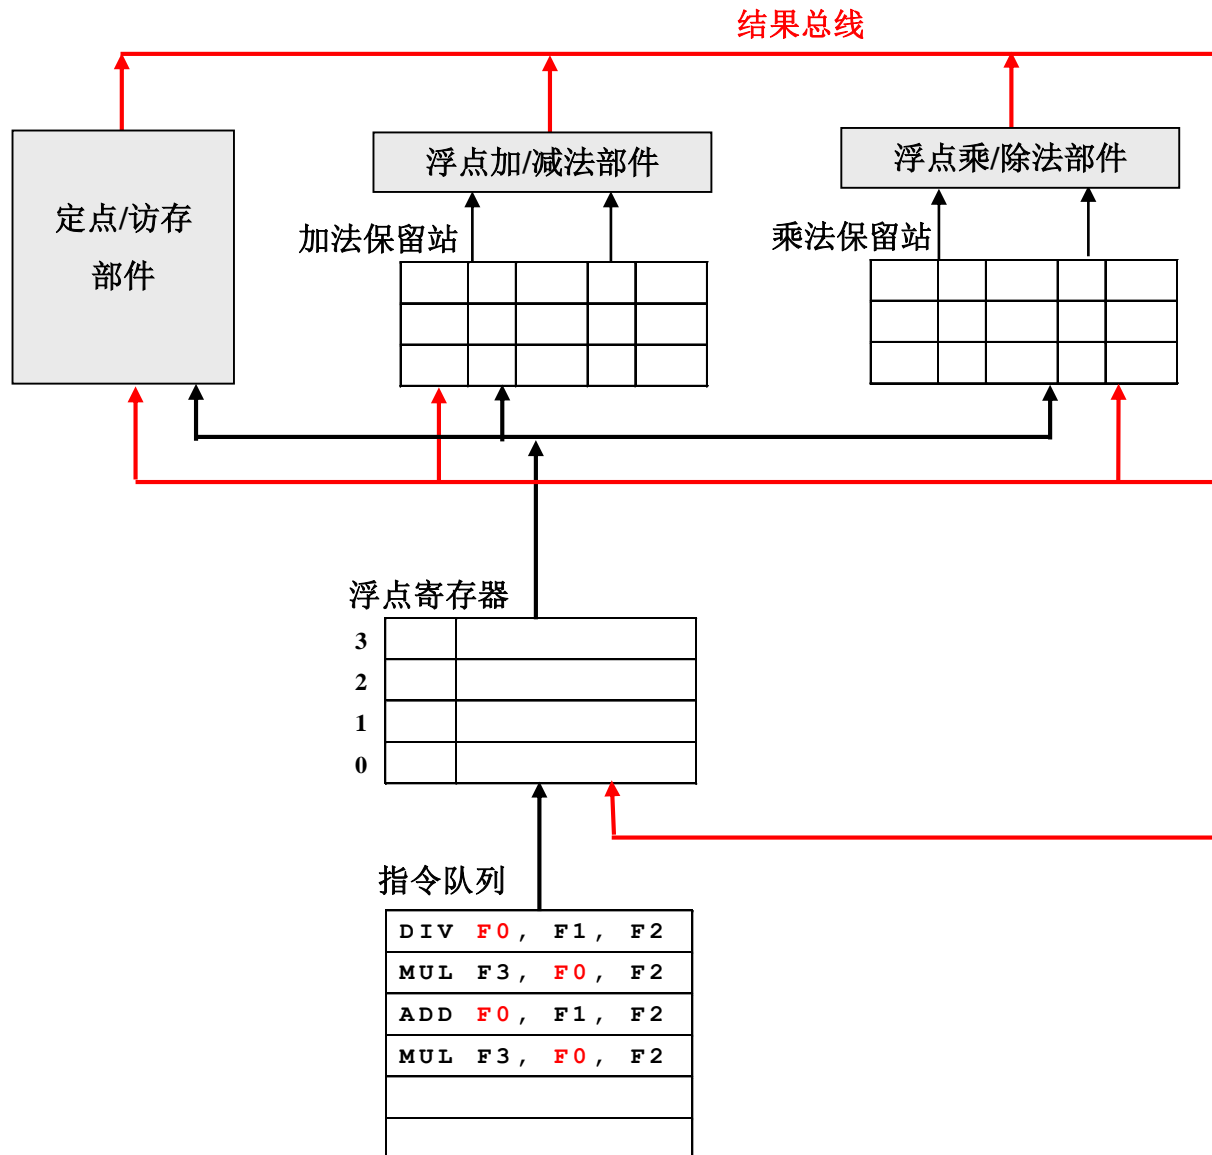 结果总线
定点/访存
部件
浮点加/减法部件
浮点乘/除法部件
加法保留站
乘法保留站
浮点寄存器
3
2
1
0
指令队列
DIV F0, F1, F2
MUL F3, F0, F2
ADD F0, F1, F2
MUL F3, F0, F2